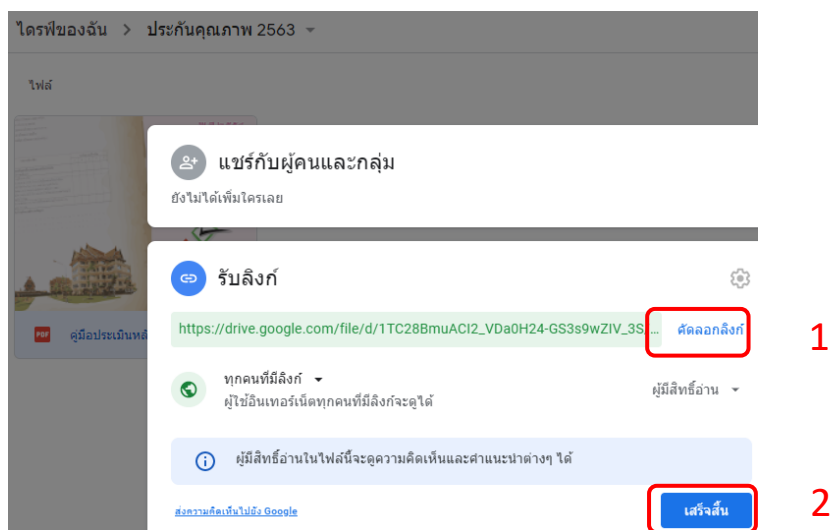 ไดรฟ์ของฉัน > ประกันคุณภาพ 2563
ไฟล์
แชร์กับผู้คนและกลุ่ม
ยังไม่ได้เพิ่มใครเลย
รับลิงก์
https://drive.google.com/file/d/1TC28BmuACI2_VDa0H24-GS3s9wZIV_3S/... คัดลอกลิงก์ 1
PDF คู่มือประเมินหลั
ทุกคนที่มีลิงก์
ผู้ใช้อินเทอร์เน็ตทุกคนที่มีลิงก์จะดูได้ ผู้มีสิทธิ์อ่าน
ผู้มีสิทธิ์อ่านในไฟล์นี้จะดูความคิดเห็นและคำแนะนำต่างๆ ได้
ส่งความคิดเห็นไปยัง Google เสร็จสิ้น 2